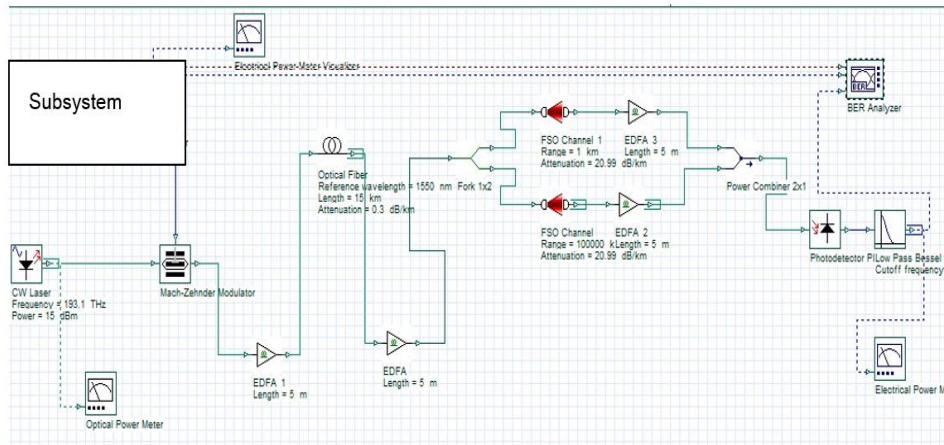 Electrical Power Meter Visualizer
Subsystem
BER
BER Analyzer
FSO Channel 1
Range = 1 km
Attenuation = 20.99 dB/km
EDFA 3
Length = 5 m
Optical Fiber
Reference wavelength = 1550 nm
Length = 15 km
Attenuation = 0.3 dB/km
Fork 1x2
Power Combiner 2x1
FSO Channel
Range = 100000 k
Attenuation = 20.99 dB/km
EDFA 2
Length = 5 m
Photodetector PI
Low Pass Bessel
Cutoff frequency
CW Laser
Frequency = 193.1 THz
Power = 15 dBm
Mach-Zehnder Modulator
EDFA 1
Length = 5 m
EDFA
Length = 5 m
Optical Power Meter
Electrical Power M